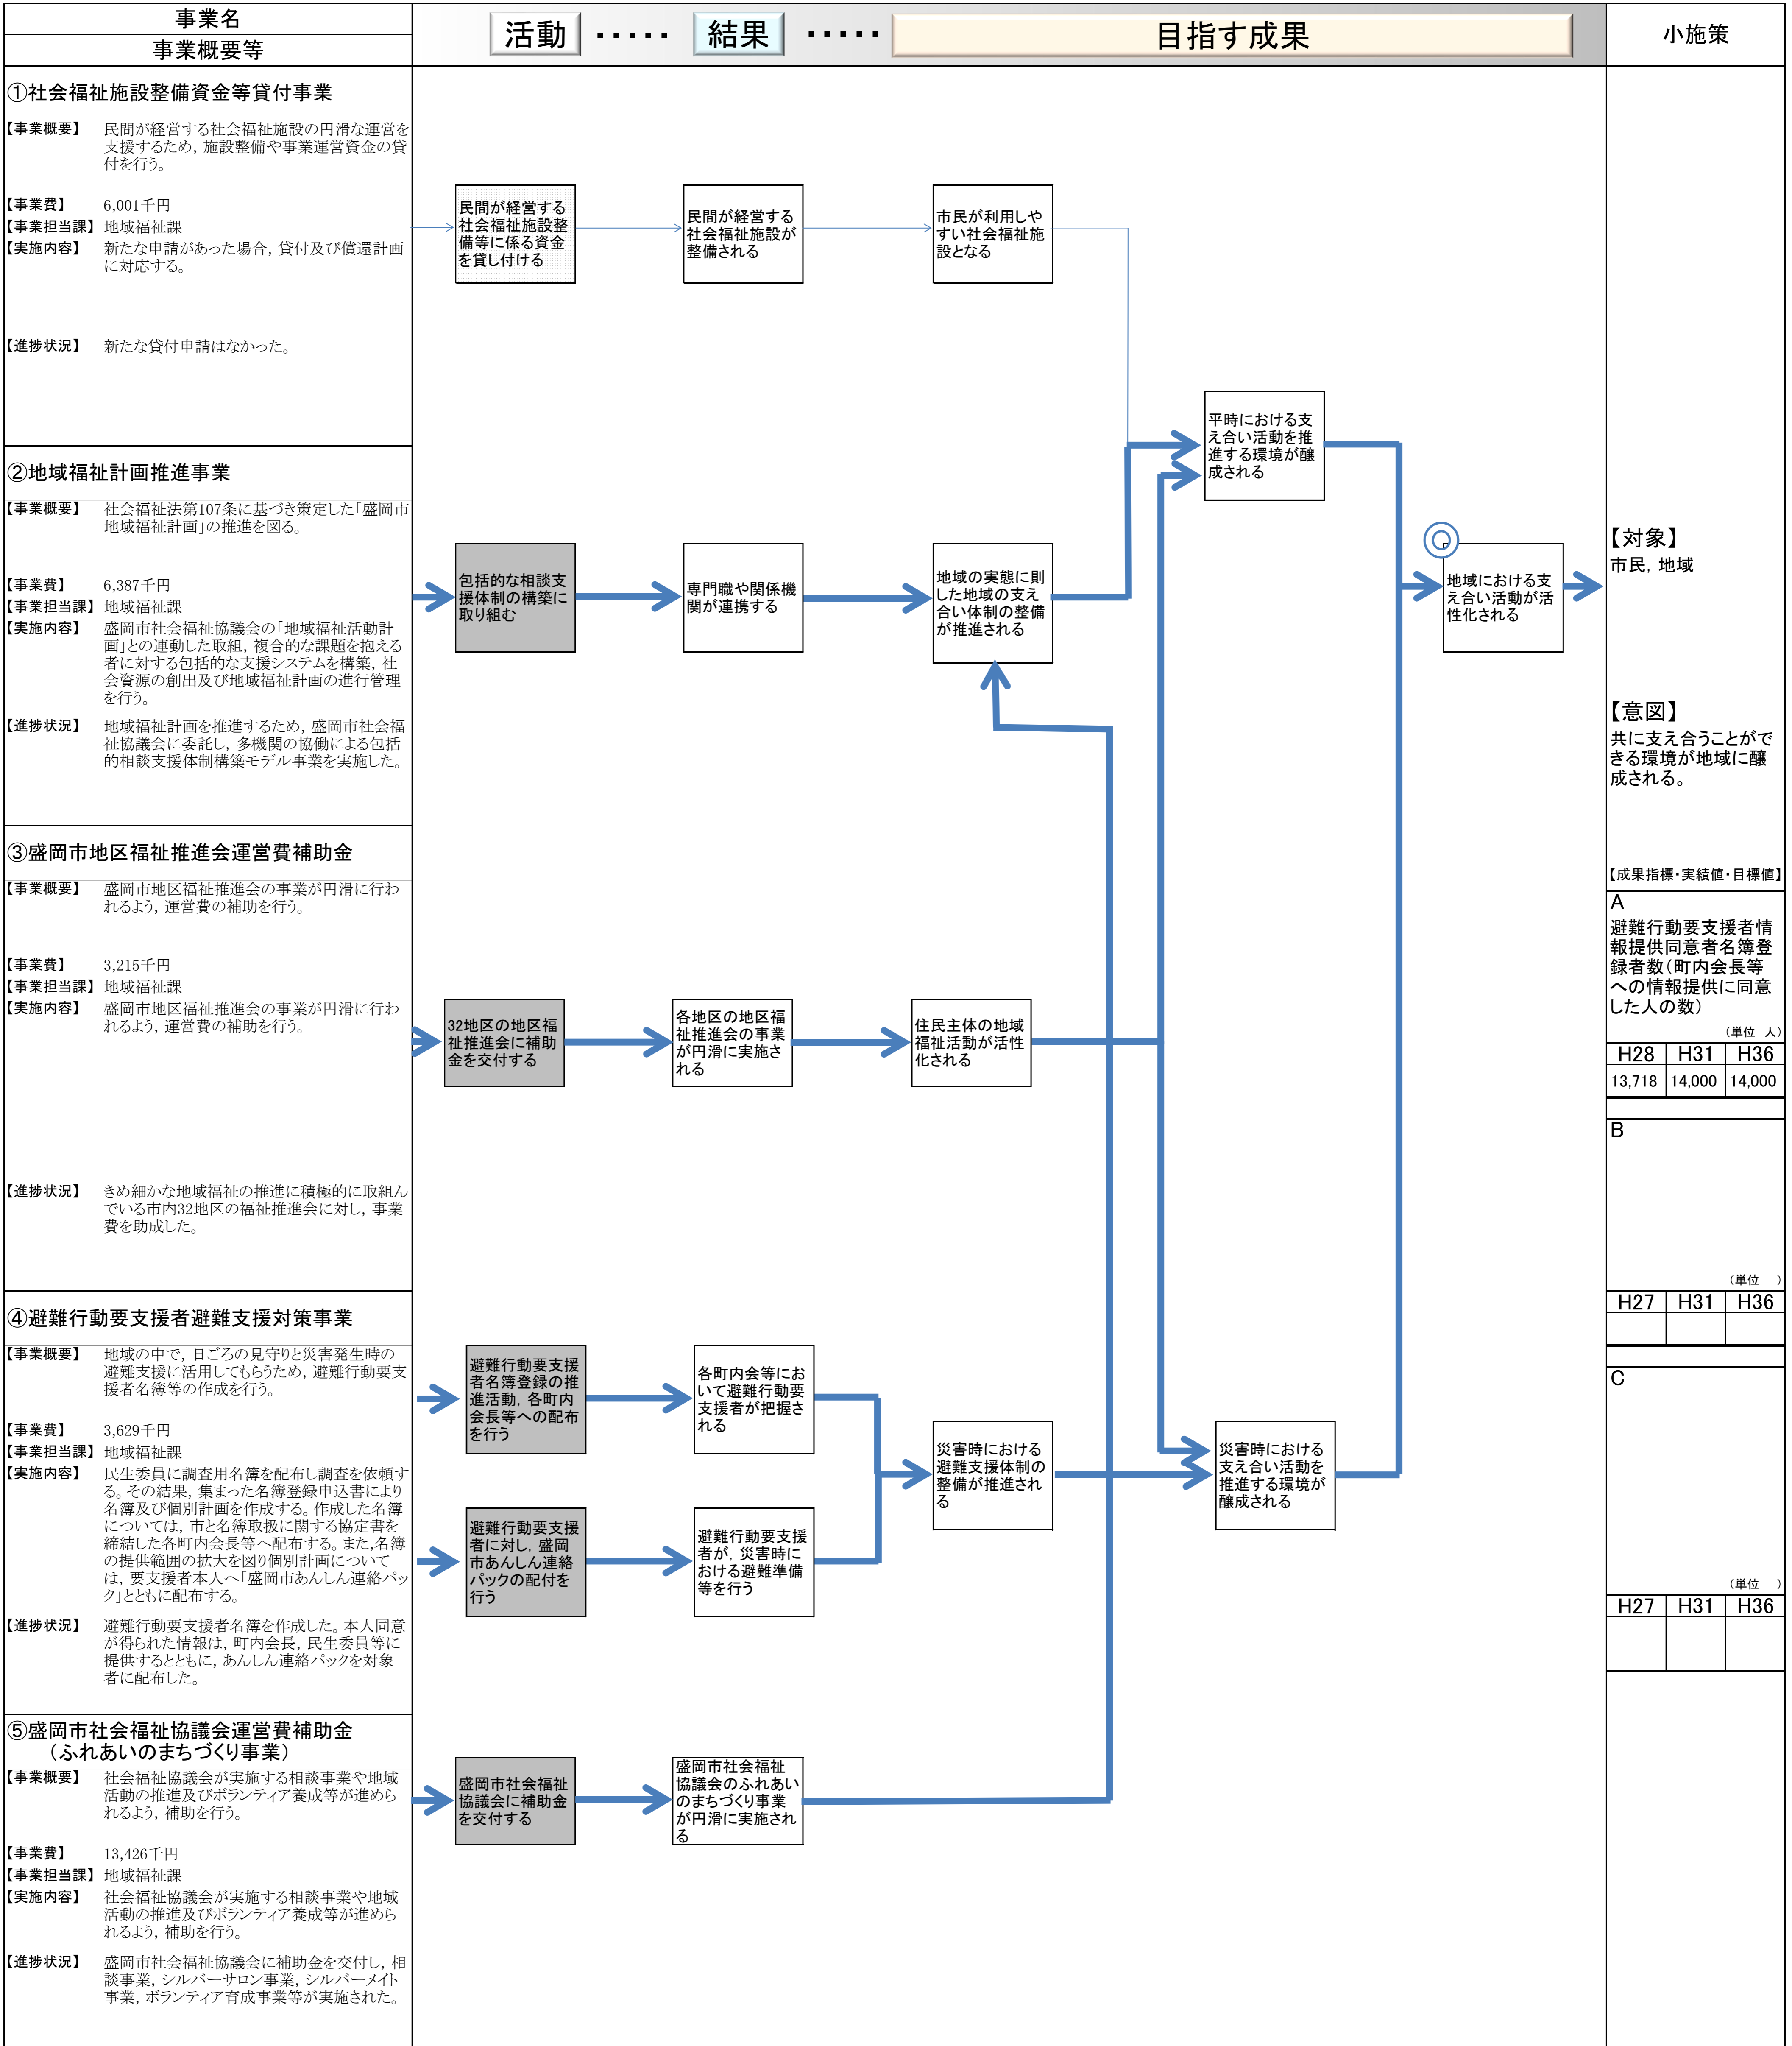 事業名
事業概要等
活動 ・・・・・ 結果 ・・・・・ 目指す成果
小施策
①社会福祉施設整備資金等貸付事業
【事業概要】 民間が経営する社会福祉施設の円滑な運営を
支援するため，施設整備や事業運営資金の貸
付を行う。
【事業費】 6,001千円
【事業担当課】 地域福祉課
【実施内容】 新たな申請があった場合，貸付及び償還計画
に対応する。
【進捗状況】 新たな貸付申請はなかった。
民間が経営する
社会福祉施設整
備等に係る資金
を貸し付ける
民間が経営する
社会福祉施設が
整備される
市民が利用しや
すい社会福祉施
設となる
平時における支
え合い活動を推
進する環境が醸
成される
②地域福祉計画推進事業
【事業概要】 社会福祉法第107条に基づき策定した「盛岡市
地域福祉計画」の推進を図る。
【事業費】 6,387千円
【事業担当課】 地域福祉課
【実施内容】 盛岡市社会福祉協議会の「地域福祉活動計
画」との連動した取組，複合的な課題を抱える
者に対する包括的な支援システムを構築，社
会資源の創出及び地域福祉計画の進行管理
を行う。
【進捗状況】 地域福祉計画を推進するため，盛岡市社会福
祉協議会に委託し，多機関の協働による包括
的相談支援体制構築モデル事業を実施した。
包括的な相談支
援体制の構築に
取り組む
専門職や関係機
関が連携する
地域の実態に則
した地域の支え
合い体制の整備
が推進される
◎
地域における支
え合い活動が活
性化される
③盛岡市地区福祉推進会運営費補助金
【事業概要】 盛岡市地区福祉推進会の事業が円滑に行わ
れるよう，運営費の補助を行う。
【事業費】 3,215千円
【事業担当課】 地域福祉課
【実施内容】 盛岡市地区福祉推進会の事業が円滑に行わ
れるよう，運営費の補助を行う。
【進捗状況】 きめ細かな地域福祉の推進に積極的に取組ん
でいる市内32地区の福祉推進会に対し，事業
費を助成した。
32地区の地区福
祉推進会に補助
金を交付する
各地区の地区福
祉推進会の事業
が円滑に実施さ
れる
住民主体の地域
福祉活動が活性
化される
④避難行動要支援者避難支援対策事業
【事業概要】 地域の中で，日ごろの見守りと災害発生時の
避難支援に活用してもらうため，避難行動要支
援者名簿等の作成を行う。
【事業費】 3,629千円
【事業担当課】 地域福祉課
【実施内容】 民生委員に調査用名簿を配布し調査を依頼す
る。その結果，集まった名簿登録申込書により
名簿及び個別計画を作成する。作成した名簿
については，市と名簿取扱に関する協定書を
締結した各町内会長等へ配布する。また，名簿
の提供範囲の拡大を図り個別計画について
は，要支援者本人へ「盛岡市あんしん連絡パッ
ク」とともに配布する。
【進捗状況】 避難行動要支援者名簿を作成した。本人同意
が得られた情報は，町内会長，民生委員等に
提供するとともに，あんしん連絡パックを対象
者に配布した。
避難行動要支援
者名簿登録の推
進活動，各町内
会長等への配布
を行う
各町内会等にお
いて避難行動要
支援者が把握さ
れる
避難行動要支援
者に対し，盛岡
市あんしん連絡
パックの配付を
行う
避難行動要支援
者が，災害時に
おける避難準備
等を行う
災害時における
避難支援体制の
整備が推進され
る
災害時における
支え合い活動を
推進する環境が
醸成される
⑤盛岡市社会福祉協議会運営費補助金
（ふれあいのまちづくり事業）
【事業概要】 社会福祉協議会が実施する相談事業や地域
活動の推進及びボランティア養成等が進めら
れるよう，補助を行う。
【事業費】 13,426千円
【事業担当課】 地域福祉課
【実施内容】 社会福祉協議会が実施する相談事業や地域
活動の推進及びボランティア養成等が進めら
れるよう，補助を行う。
【進捗状況】 盛岡市社会福祉協議会に補助金を交付し，相
談事業，シルバーサロン事業，シルバーメイト
事業，ボランティア育成事業等が実施された。
盛岡市社会福祉
協議会に補助金
を交付する
盛岡市社会福祉
協議会のふれあい
のまちづくり事業
が円滑に実施され
る
【対象】
市民，地域
【意図】
共に支え合うことがで
きる環境が地域に醸
成される。
【成果指標・実績値・目標値】
A
避難行動要支援者情
報提供同意者名簿登
録者数（町内会長等
への情報提供に同意
した人の数）
（単位 人）
H28 H31 H36
13,718 14,000 14,000
B
（単位 ）
H27 H31 H36
C
（単位 ）
H27 H31 H36